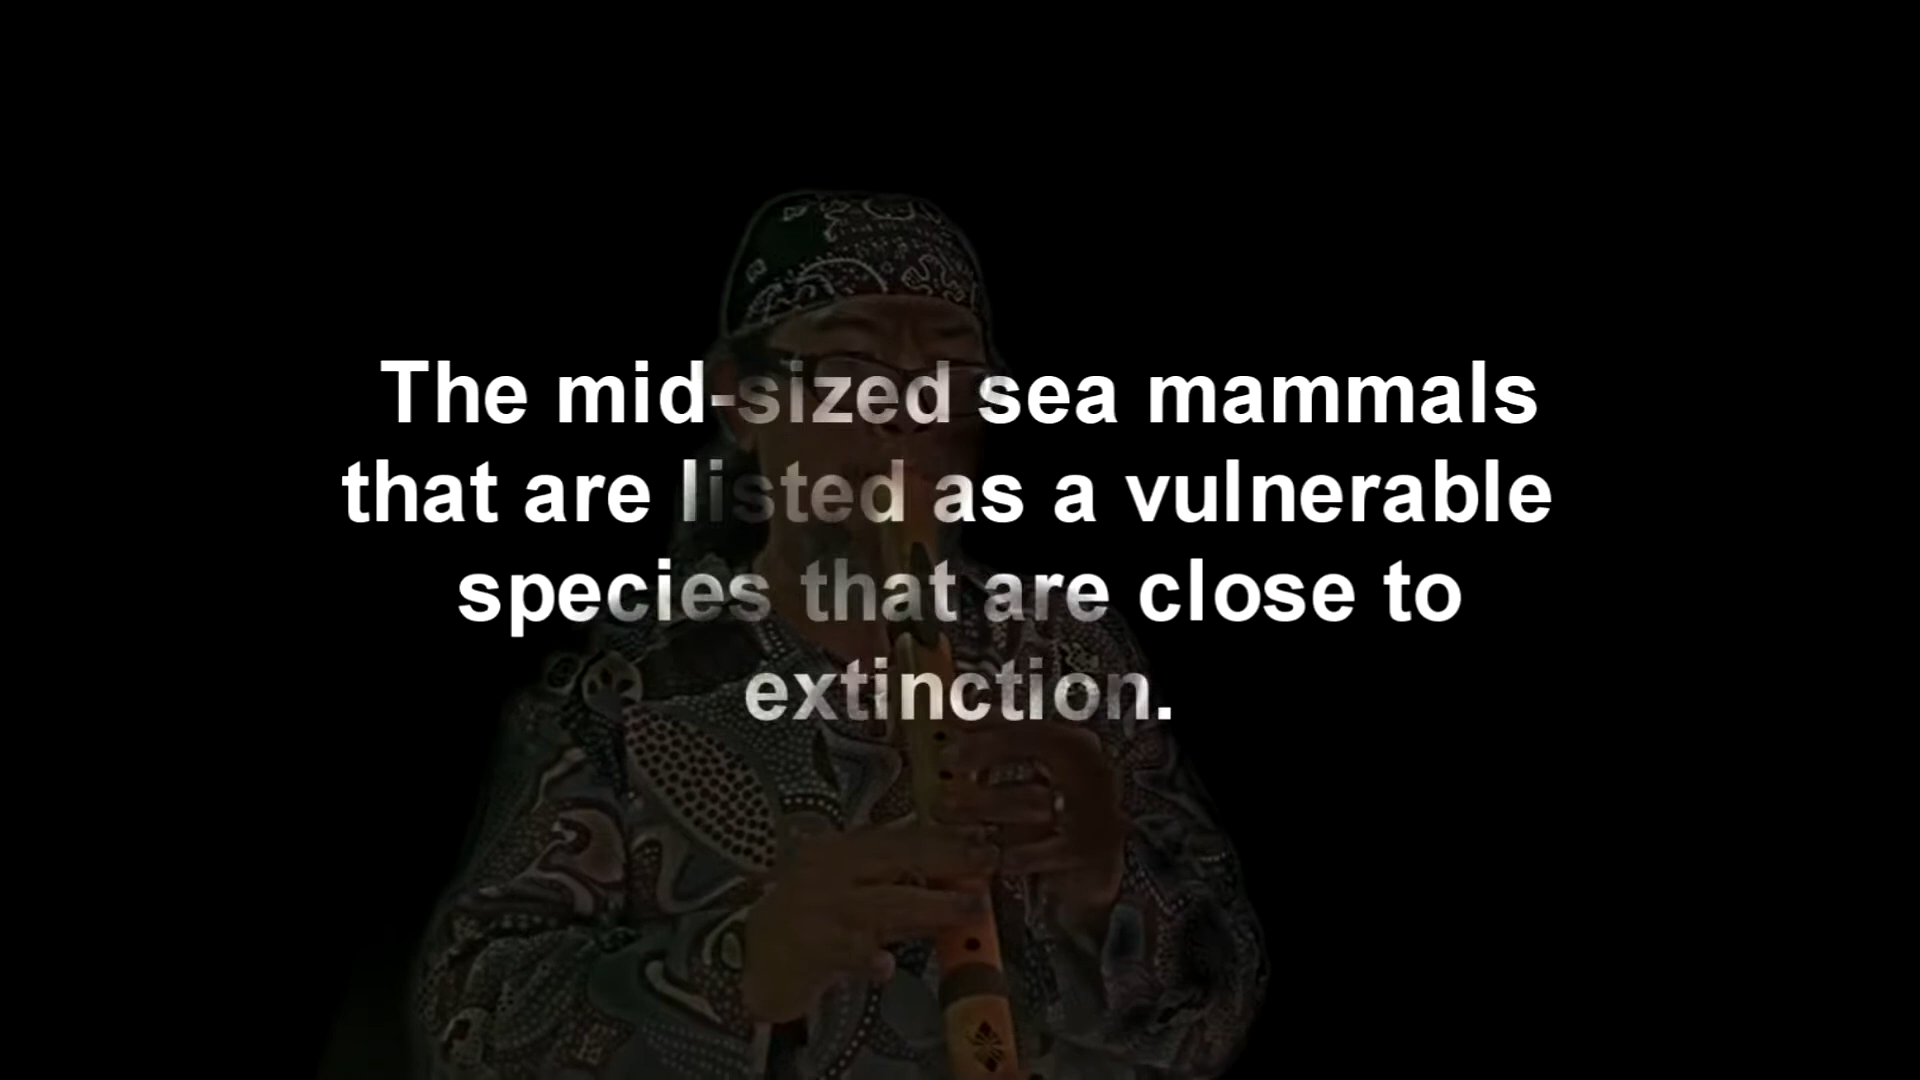 The mid-sized sea mammals
that are listed as a vulnerable
species that are close to
extinction.